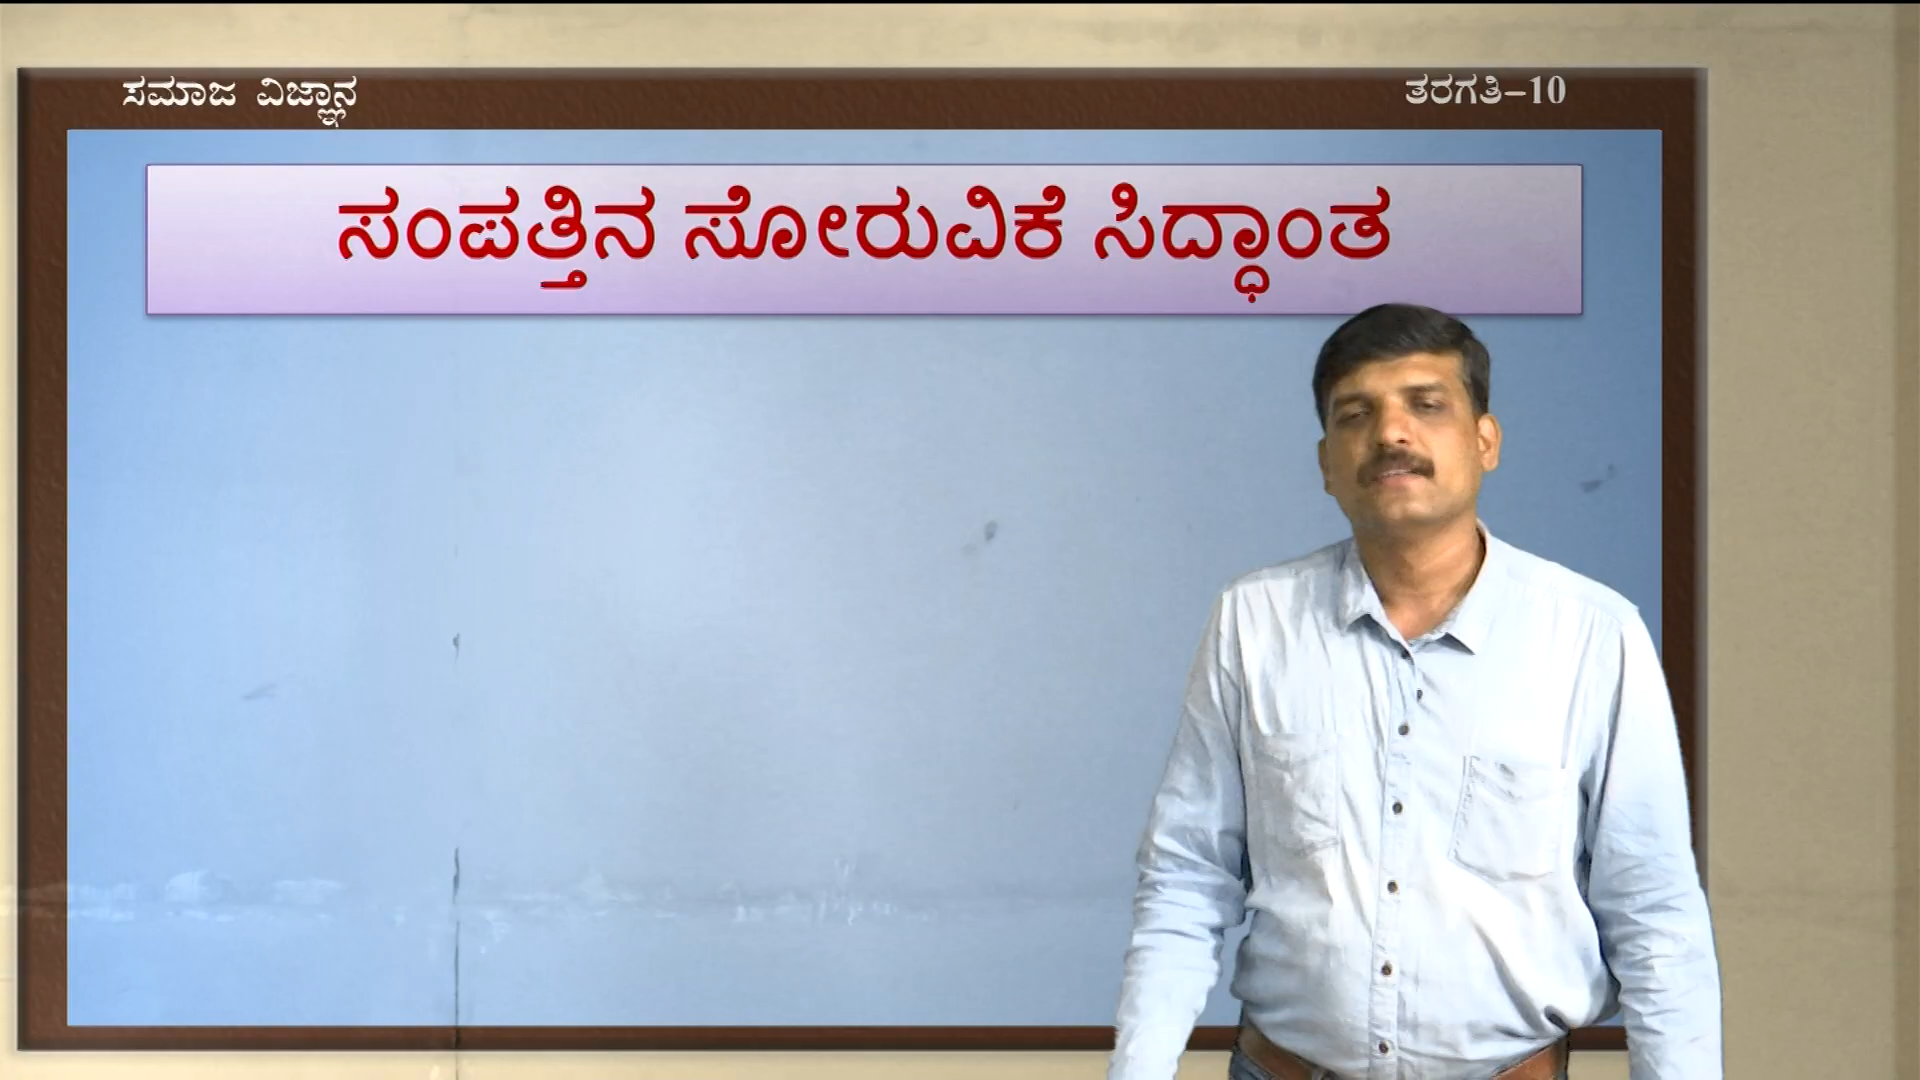 ಸಮಾಜ ವಿಜ್ಞಾನ
ತರಗತಿ-10
ಸಂಪತ್ತಿನ ಸೋರುವಿಕೆ ಸಿದ್ಧಾಂತ